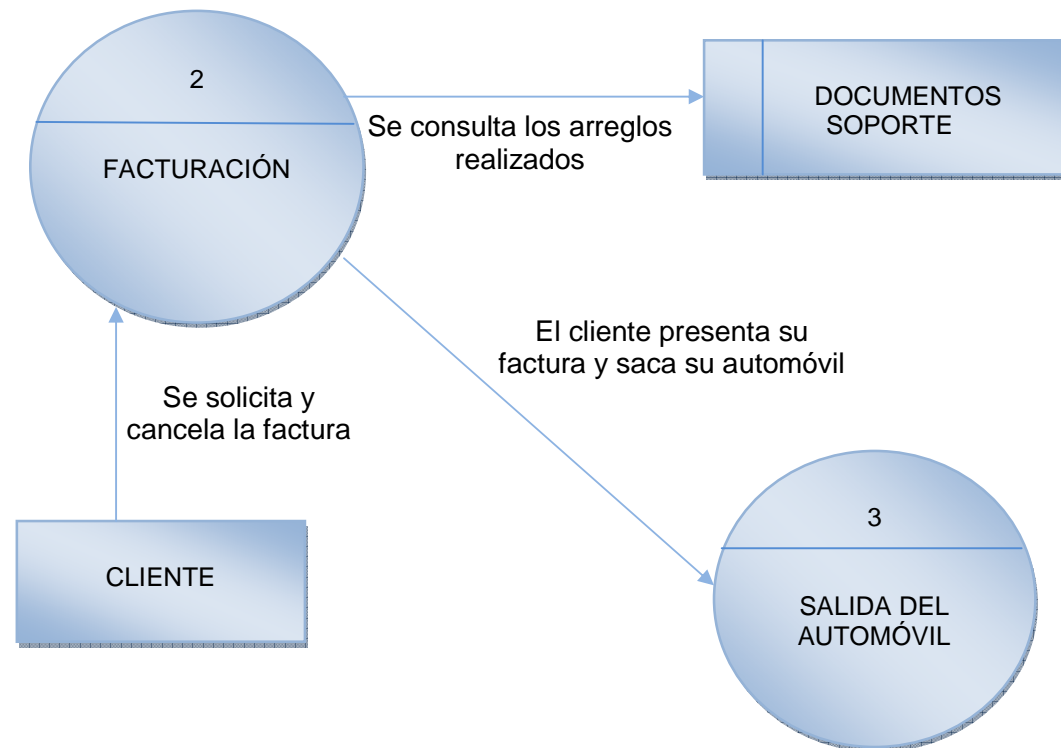 2
FACTURACIÓN
Se consulta los arreglos
realizados
DOCUMENTOS
SOPORTE
El cliente presenta su
factura y saca su automóvil
Se solicita y
cancela la factura
CLIENTE
3
SALIDA DEL
AUTOMÓVIL